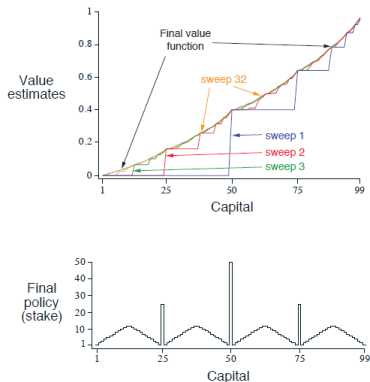 1
Final value
function
0.8
0.6
Value
estimates
sweep 32
0.4
sweep 1
0.2
sweep 2
sweep 3
0
1 25 50 75 99
Capital
50
40
Final
policy
(stake)
30
20
10
1
1 25 50 75 99
Capital